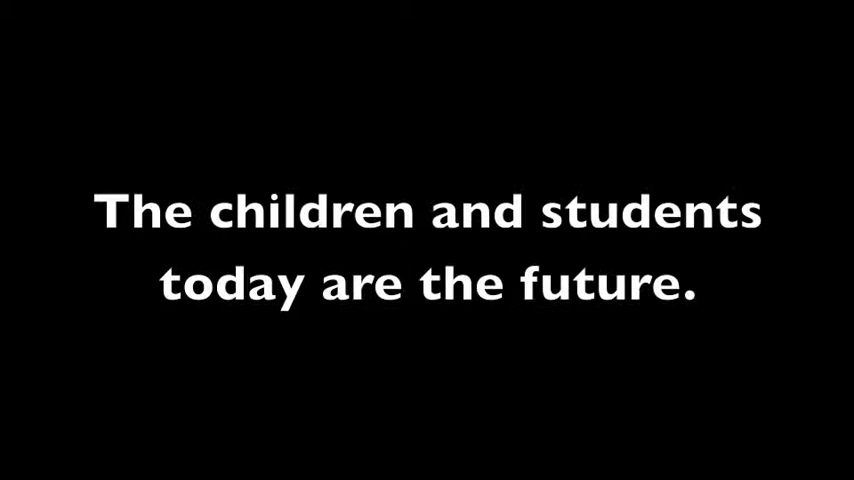 The children and students
today are the future.